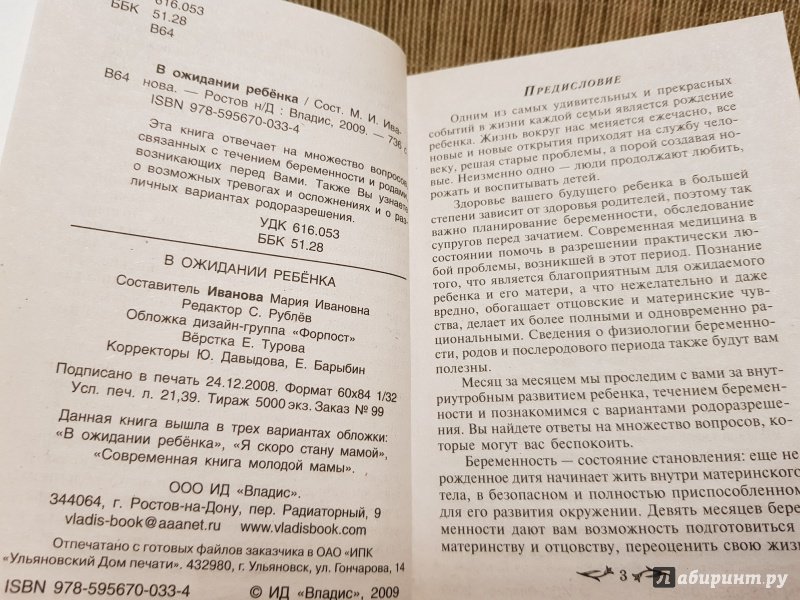 616.053
ББК 51.28
В64
В ожидании ребёнка / Сост. М. И. Ива-
В64 нова. — Ростов н/Д : Владис, 2009. — 736 с.
ISBN 978-595670-033-4
Эта книга отвечает на множество вопросов,
связанных с течением беременности и родами,
возникающих перед Вами. Также Вы узнаете
о возможных тревогах и осложнениях и о раз-
личных вариантах родоразрешения.
УДК 616.053
ББК 51.28
В ОЖИДАНИИ РЕБЁНКА
Составитель Иванова Мария Ивановна
Редактор С. Рублёв
Обложка дизайн-группа «Форпост»
Вёрстка Е. Турова
Корректоры Ю. Давыдова, Е. Барыбин
Подписано в печать 24.12.2008. Формат 60x84 1/32
Усл. печ. л. 21,39. Тираж 5000 экз. Заказ № 99
Данная книга вышла в трех вариантах обложки:
«В ожидании ребёнка», «Я скоро стану мамой»,
«Современная книга молодой мамы».
ООО ИД «Владис».
344064, г. Ростов-на-Дону, пер. Радиаторный, 9
vladis-book@aaanet.ru www.vladisbook.com
Отпечатано с готовых файлов заказчика в ОАО «ИПК
"Ульяновский Дом печати". 432980, г. Ульяновск, ул. Гончарова, 14
ISBN 978-595670-033-4 © ИД «Владис», 2009
Предисловие
Одним из самых удивительных и прекрасных
событий в жизни каждой семьи является рождение
ребенка. Жизнь вокруг нас меняется ежечасно, все
новые и новые открытия приходят на службу чело-
веку, решая старые проблемы, а порой создавая но-
вые. Неизменно одно — люди продолжают любить,
рожать и воспитывать детей.
Здоровье вашего будущего ребенка в большей
степени зависит от здоровья родителей, поэтому так
важно планирование беременности, обследование
супругов перед зачатием. Современная медицина в
состоянии помочь в разрешении практически лю-
бой проблемы, возникшей в этот период. Познание
того, что является благоприятным для ожидаемого
ребенка и его матери, а что нежелательно и даже
вредно, обогащает отцовские и материнские чувс-
тва, делает их более полными и одновременно ра-
циональными. Сведения о физиологии беременно-
сти, родов и послеродового периода также будут вам
полезны.
Месяц за месяцем мы проследим с вами за внут-
риутробным развитием ребенка, течением беремен-
ности и познакомимся с вариантами родоразреше-
ния. Вы найдете ответы на множество вопросов, ко-
торые могут вас беспокоить.
Беременность — состояние становления: еще не
рожденное дитя начинает жить внутри материнского
тела, в безопасном и полностью приспособленном
для его развития окружении. Девять месяцев бере-
менности дают вам возможность подготовиться к
материнству и отцовству, переоценить свою жизн
3
Лабиринт.ру